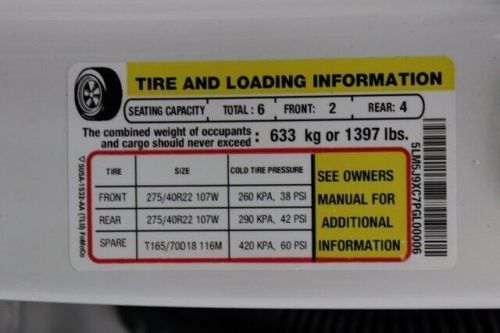 TIRE AND LOADING INFORMATION
SEATING CAPACITY TOTAL : 6 FRONT: 2 REAR: 4
The combined weight of occupants
and cargo should never exceed : 633 kg or 1397 lbs.
TIRE SIZE COLD TIRE PRESSURE
FRONT 275/40R22 107W 260 KPA, 38 PSI
REAR 275/40R22 107W 290 KPA, 42 PSI
SPARE T165/70D18 116M 420 KPA, 60 PSI
SEE OWNERS
MANUAL FOR
ADDITIONAL
INFORMATION
5LM5J9XC7PGL00006